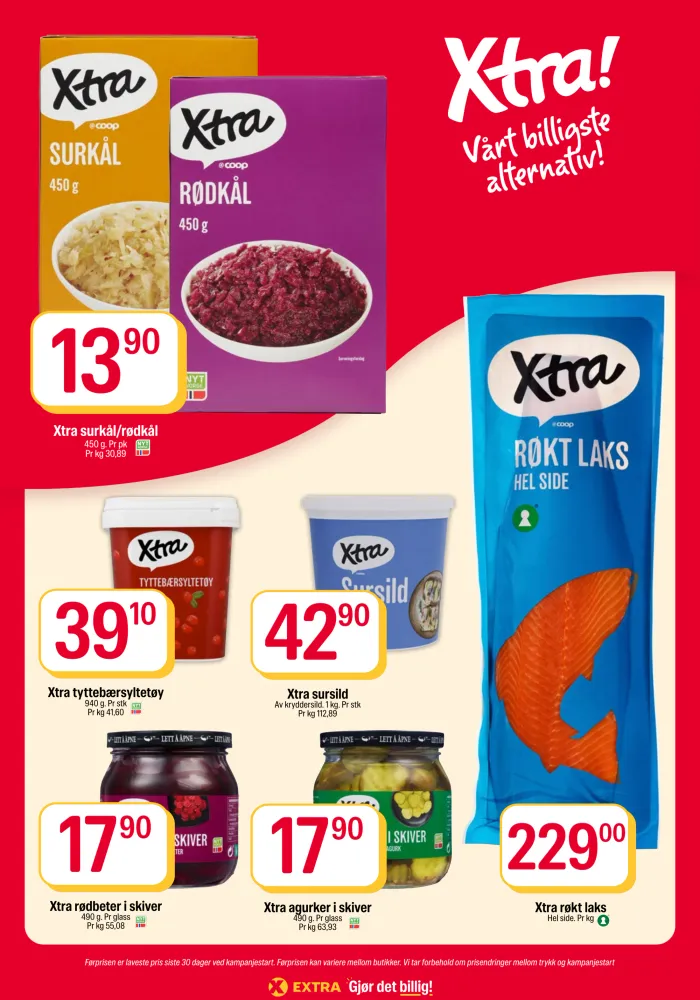 Xtra!
Vårt billigste
alternativ!
Xtra
coop
SURKÅL
450 g
Xtra
coop
RØDKÅL
450 g
Serveringsforslag
13 90
Xtra surkål/rødkål
450 g. Pr pk
Pr kg 30,89
Xtra
coop
RØKT LAKS
HEL SIDE
Xtra
TYTTEBÆRSYLTETØY
39 10
Xtra tyttebærsyltetøy
940 g. Pr stk
Pr kg 41,60
Xtra
Sursild
42 90
Xtra sursild
Av kryddersild. 1 kg. Pr stk
Pr kg 112,89
LETT Å ÅPNE
SKIVER
17 90
Xtra rødbeter i skiver
490 g. Pr glass
Pr kg 55,08
LETT Å ÅPNE
I SKIVER
17 90
Xtra agurker i skiver
490 g. Pr glass
Pr kg 63,93
229 00
Xtra røkt laks
Hel side. Pr kg
Førprisen er laveste pris siste 30 dager ved kampanjestart. Førprisen kan variere mellom butikker. Vi tar forbehold om prisendringer mellom trykk og kampanjestart
X EXTRA Gjør det billig!